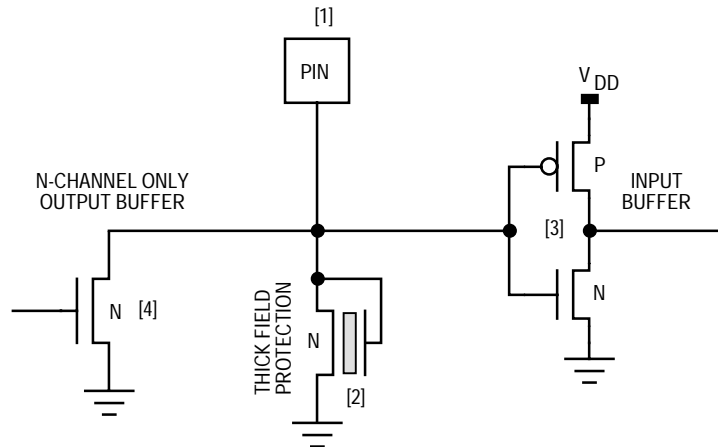 [1]
PIN
V DD
P
N-CHANNEL ONLY
OUTPUT BUFFER
INPUT
BUFFER
[3]
N
[4]
THICK FIELD
PROTECTION
N
[2]
N